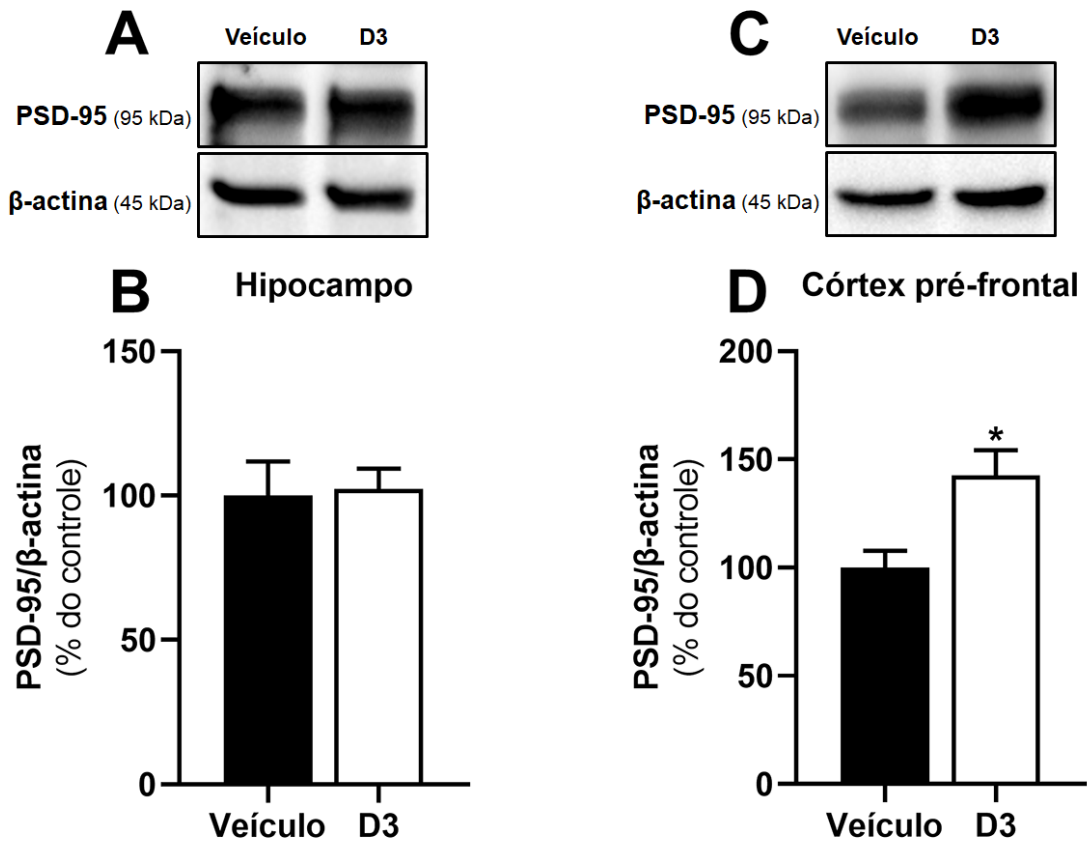 A
Veículo D3
PSD-95 (95 kDa)
β-actina (45 kDa)
B Hipocampo
150
100
50
0
PSD-95/β-actina
(% do controle)
Veículo D3
C
Veículo D3
PSD-95 (95 kDa)
β-actina (45 kDa)
D Córtex pré-frontal
200
150
100
50
0
PSD-95/β-actina
(% do controle)
*
Veículo D3